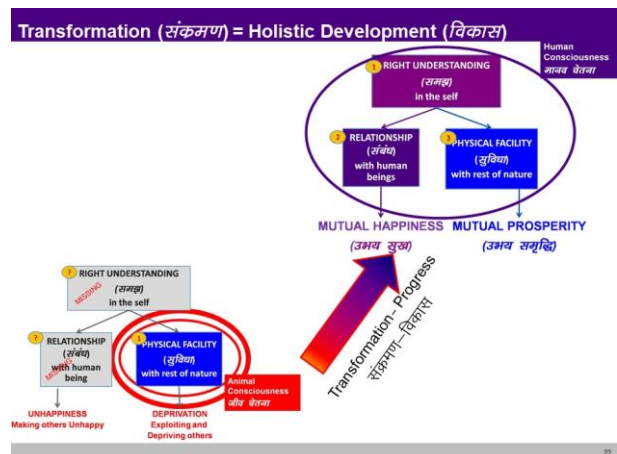 Transformation (संक्रमण) = Holistic Development (विकास)
Human
Consciousness
मानव चेतना
1
RIGHT UNDERSTANDING
(समझ)
in the self
2
RELATIONSHIP
(संबंध)
with human
beings
3
PHYSICAL FACILITY
(सुविधा)
with rest of nature
MUTUAL HAPPINESS
(उभय सुख)
MUTUAL PROSPERITY
(उभय समृद्धि)
Transformation– Progress
संक्रमण–विकास
?
RIGHT UNDERSTANDING
MISSING
(समझ)
in the self
?
RELATIONSHIP
(संबंध)
MISSING
with human
being
1
PHYSICAL FACILITY
(सुविधा)
with rest of nature
Animal
Consciousness
जीव चेतना
UNHAPPINESS
Making others Unhappy
DEPRIVATION
Exploiting and
Depriving others
22